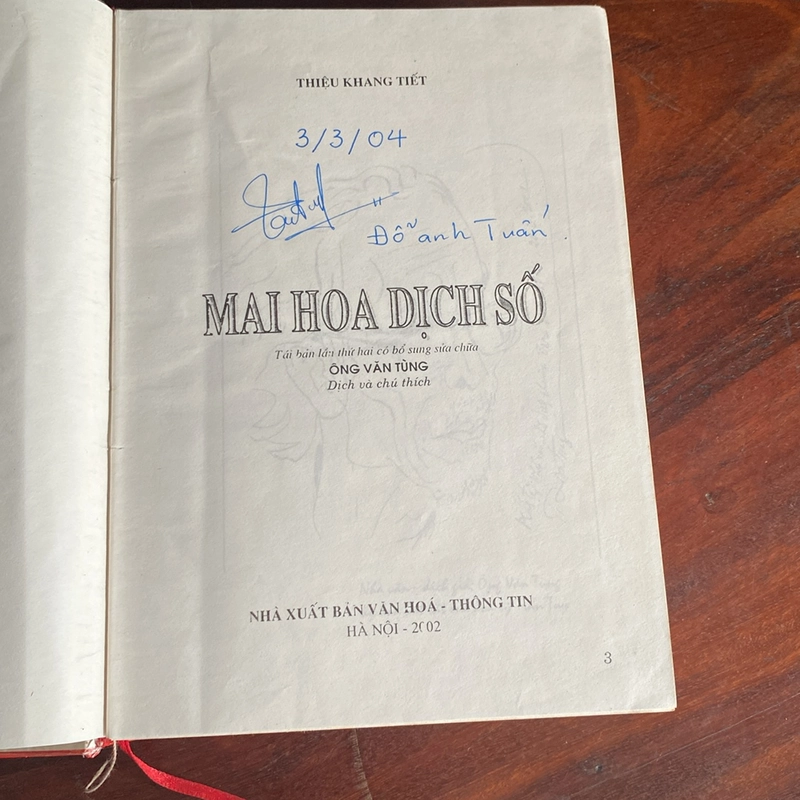 THIỆU KHANG TIẾT
3/3/04
Đỗ anh Tuấn
MAI HOA DỊCH SỐ
Tái bản lần thứ hai có bổ sung sửa chữa
ÔNG VĂN TÙNG
Dịch và chú thích
NHÀ XUẤT BẢN VĂN HOÁ - THÔNG TIN
HÀ NỘI - 2002
3